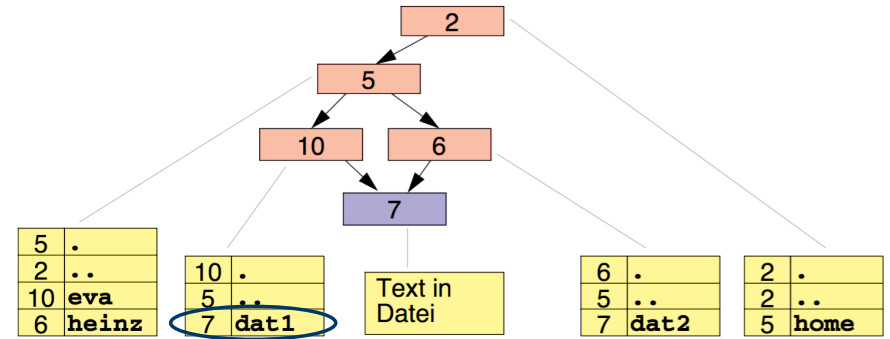 2
5
10 6
7
5 .
2 ..
10 eva
6 heinz
10 .
5 ..
7 dat1
Text in
Datei
6 .
5 ..
7 dat2
2 .
2 ..
5 home